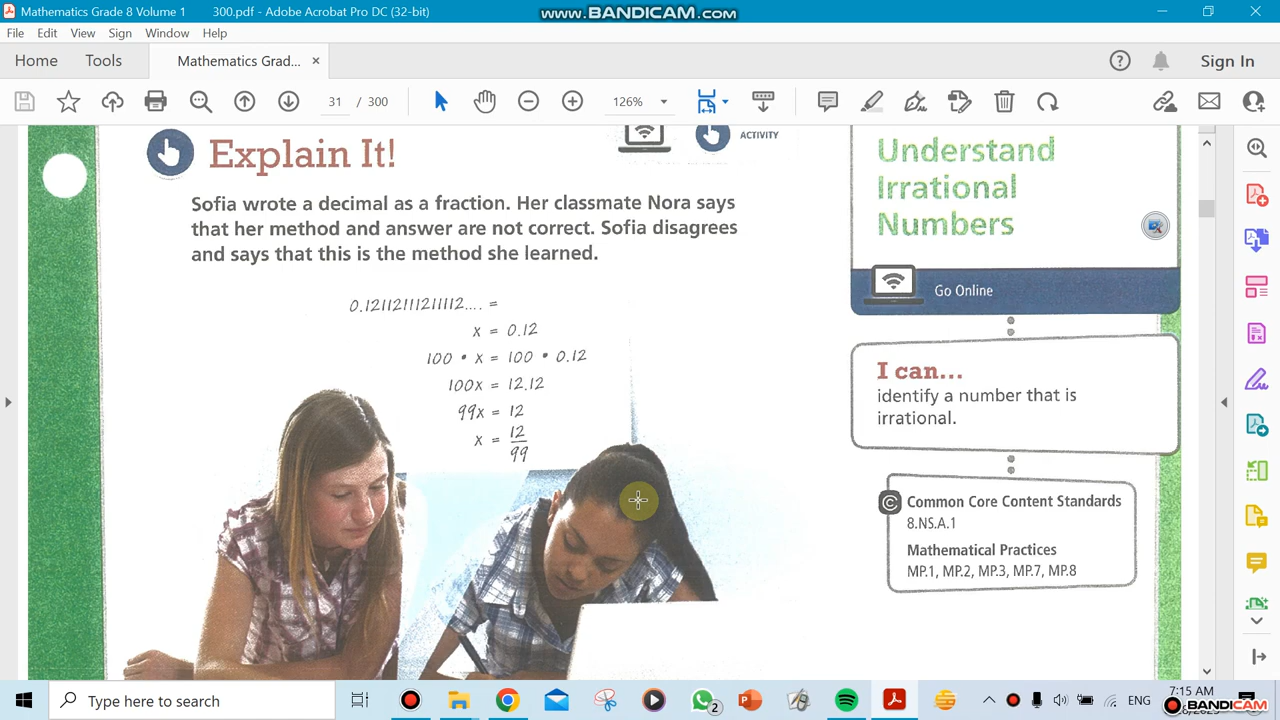 Mathematics Grade 8 Volume 1 300.pdf - Adobe Acrobat Pro DC (32-bit)
www.BANDICAM.com
File Edit View Sign Window Help
Home Tools Mathematics Grad... × Sign In
31 / 300 126%
Explain It!
ACTIVITY
Sofia wrote a decimal as a fraction. Her classmate Nora says
that her method and answer are not correct. Sofia disagrees
and says that this is the method she learned.
0.12112111211112.... =
x = 0.12
100 • x = 100 • 0.12
100x = 12.12
99x = 12
x = 12/99
Understand
Irrational
Numbers
Go Online
I can...
identify a number that is
irrational.
Common Core Content Standards
8.NS.A.1
Mathematical Practices
MP.1, MP.2, MP.3, MP.7, MP.8
Type here to search
2
ENG
7:15 AM
BANDICAM